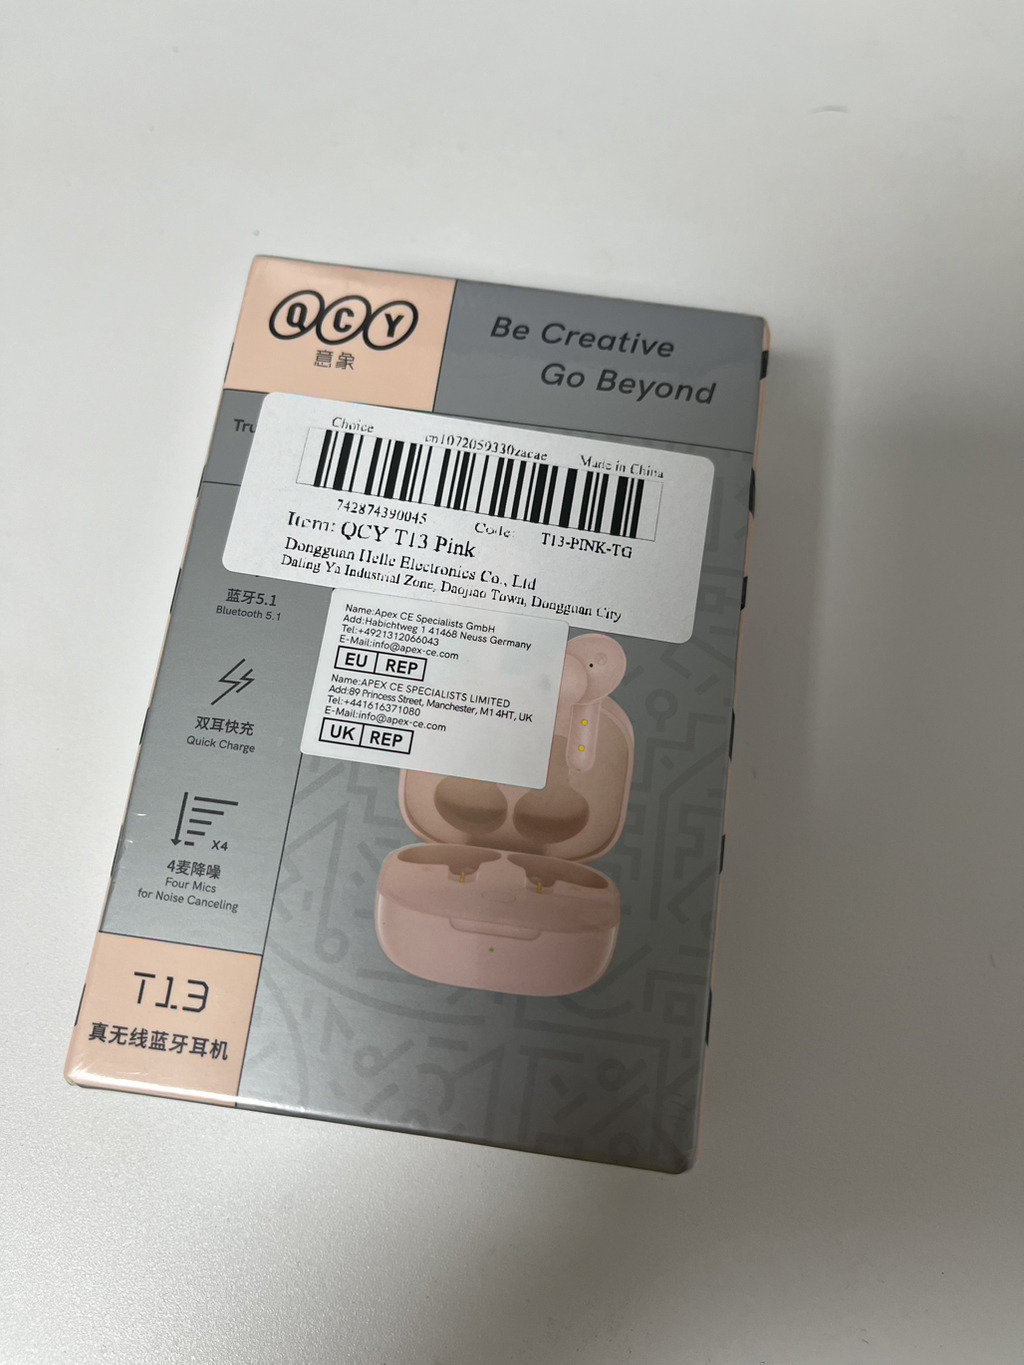 QCY
意象
Be Creative
Go Beyond
Choice
cn1072059330zacae
Made in China
742874390045
Code:
T13-PINK-TG
Item: QCY T13 Pink
Dongguan Helle Electronics Co., Ltd
Daling Ya Industrial Zone, Daojiao Town, Dongguan City
蓝牙5.1
Bluetooth 5.1
Name:Apex CE Specialists GmbH
Add:Habichtweg 1 41468 Neuss Germany
Tel:+4921312066043
E-Mail:info@apex-ce.com
EU REP
Name:APEX CE SPECIALISTS LIMITED
Add:89 Princess Street, Manchester, M1 4HT, UK
Tel:+441616371080
E-Mail:info@apex-ce.com
UK REP
双耳快充
Quick Charge
X4
4麦降噪
Four Mics
for Noise Canceling
T13
真无线蓝牙耳机